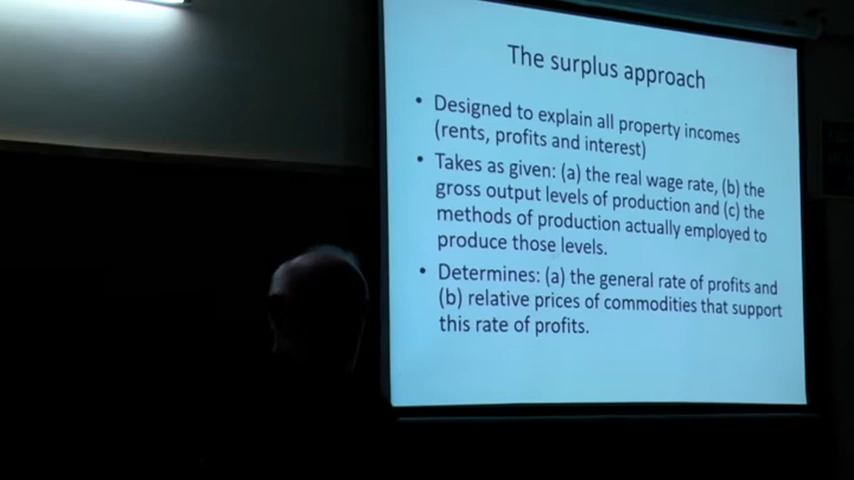 The surplus approach
• Designed to explain all property incomes
(rents, profits and interest)
• Takes as given: (a) the real wage rate, (b) the
gross output levels of production and (c) the
methods of production actually employed to
produce those levels.
• Determines: (a) the general rate of profits and
(b) relative prices of commodities that support
this rate of profits.